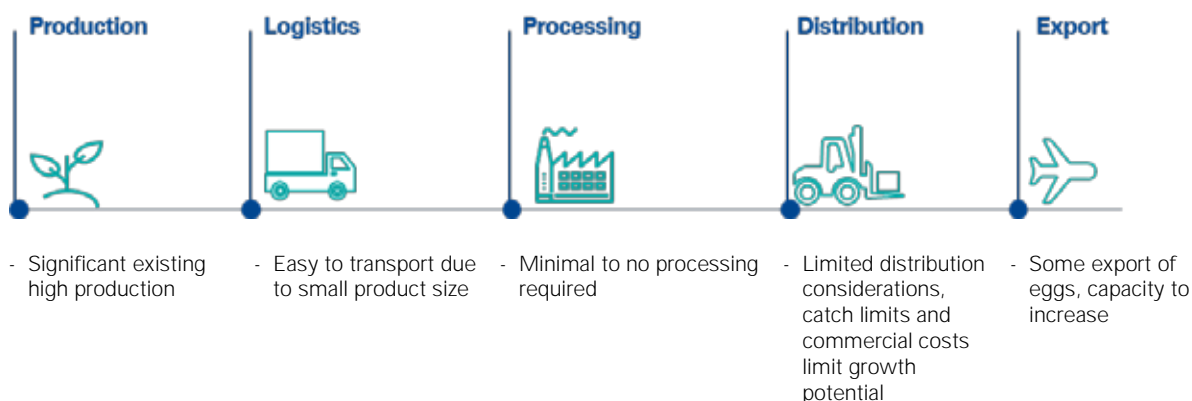 Production
Logistics
Processing
Distribution
Export
- Significant existing
high production
- Easy to transport due
to small product size
- Minimal to no processing
required
- Limited distribution
considerations,
catch limits and
commercial costs
limit growth
potential
- Some export of
eggs, capacity to
increase